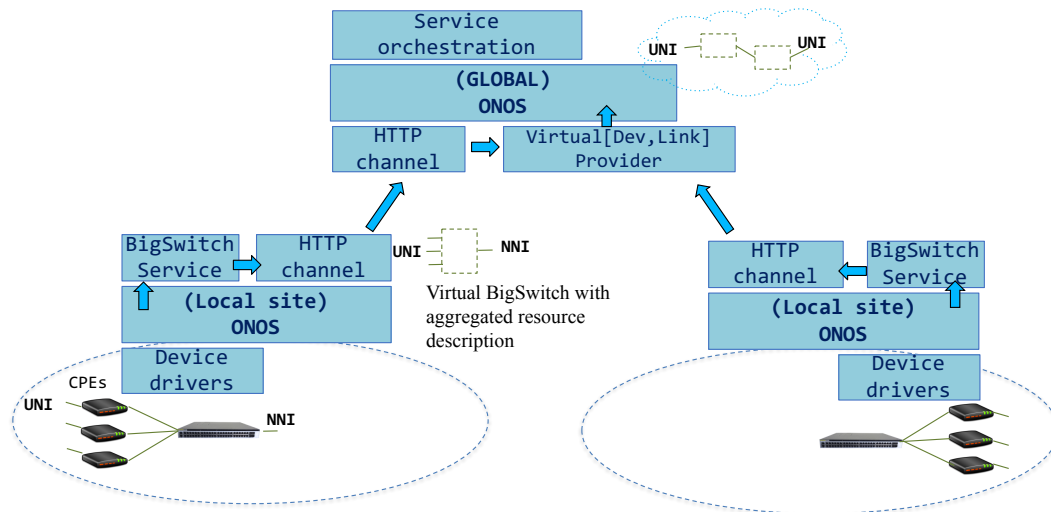 Service
orchestration
UNI
UNI
(GLOBAL)
ONOS
HTTP
channel
Virtual[Dev,Link]
Provider
BigSwitch
Service
HTTP
channel
UNI
NNI
Virtual BigSwitch with
aggregated resource
description
(Local site)
ONOS
Device
drivers
CPEs
UNI
NNI
HTTP
channel
BigSwitch
Service
(Local site)
ONOS
Device
drivers